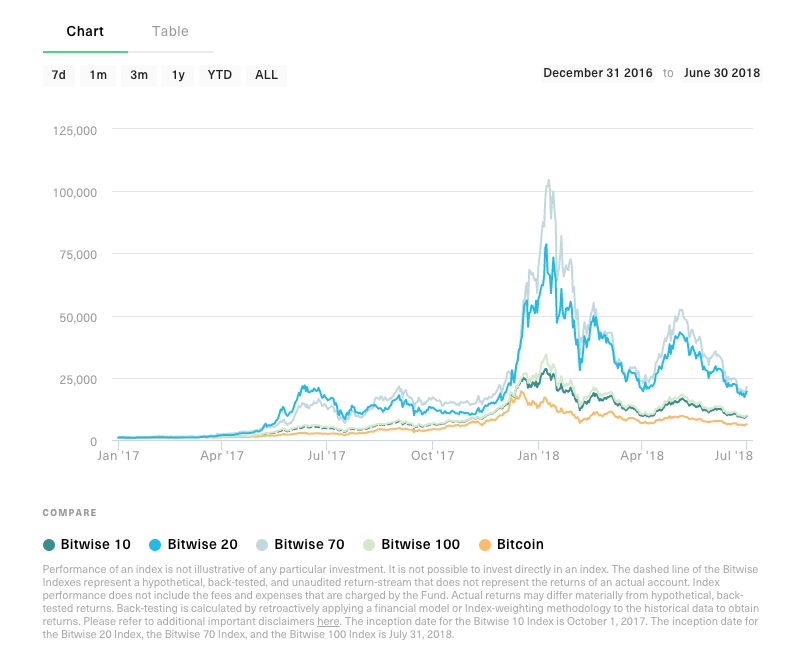 Chart Table
7d 1m 3m 1y YTD ALL December 31 2016 to June 30 2018
125,000
100,000
75,000
50,000
25,000
0
Jan '17 Apr '17 Jul '17 Oct '17 Jan '18 Apr '18 Jul '18
COMPARE
Bitwise 10 Bitwise 20 Bitwise 70 Bitwise 100 Bitcoin
Performance of an index is not illustrative of any particular investment. It is not possible to invest directly in an index. The dashed line of the Bitwise
Indexes represent a hypothetical, back-tested, and unaudited return-stream that does not represent the returns of an actual account. Index
performance does not include the fees and expenses that are charged by the Fund. Actual returns may differ materially from hypothetical, back-
tested returns. Back-testing is calculated by retroactively applying a financial model or Index-weighting methodology to the historical data to obtain
returns. Please refer to additional important disclaimers here. The inception date for the Bitwise 10 Index is October 1, 2017. The inception date for
the Bitwise 20 Index, the Bitwise 70 Index, and the Bitwise 100 Index is July 31, 2018.